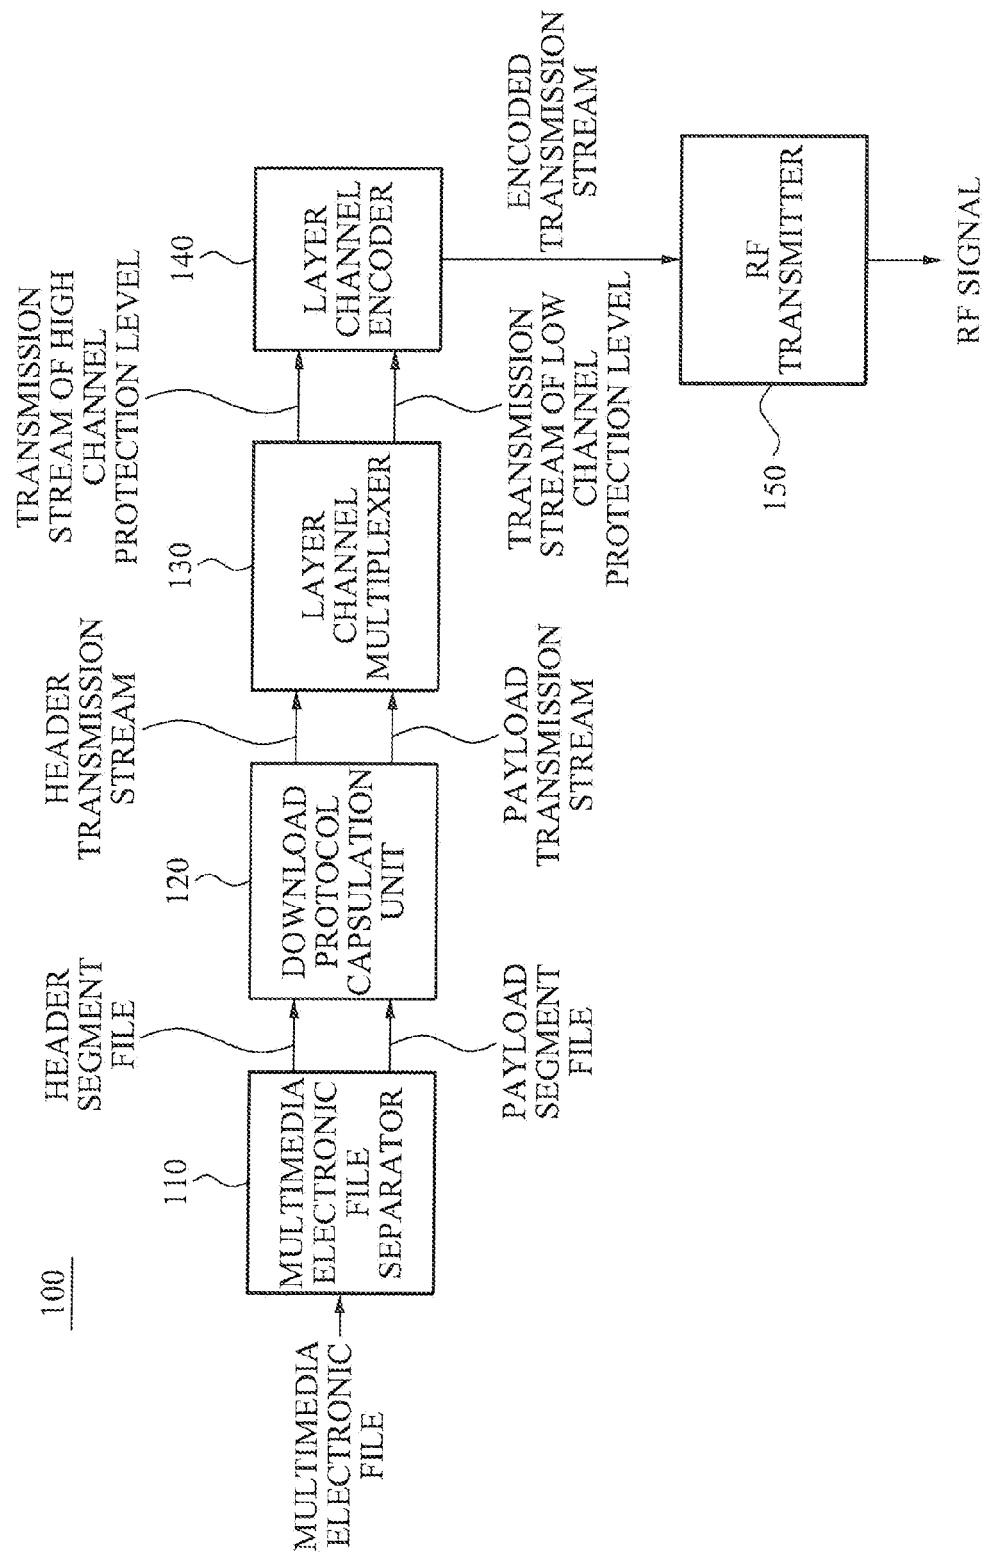 100
MULTIMEDIA
ELECTRONIC
FILE
110
MULTIMEDIA
ELECTRONIC
FILE
SEPARATOR
HEADER
SEGMENT
FILE
PAYLOAD
SEGMENT
FILE
120
DOWNLOAD
PROTOCOL
CAPSULATION
UNIT
HEADER
TRANSMISSION
STREAM
PAYLOAD
TRANSMISSION
STREAM
130
LAYER
CHANNEL
MULTIPLEXER
TRANSMISSION
STREAM OF HIGH
CHANNEL
PROTECTION LEVEL
TRANSMISSION
STREAM OF LOW
CHANNEL
PROTECTION LEVEL
140
LAYER
CHANNEL
ENCODER
ENCODED
TRANSMISSION
STREAM
150
RF
TRANSMITTER
RF SIGNAL